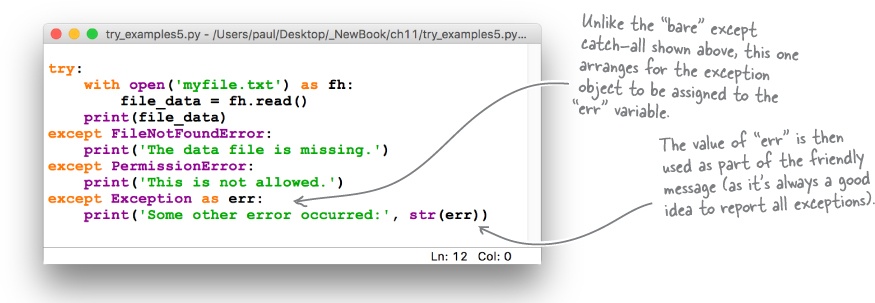 try_examples5.py - /Users/paul/Desktop/_NewBook/ch11/try_examples5.py...
try:
    with open('myfile.txt') as fh:
        file_data = fh.read()
    print(file_data)
except FileNotFoundError:
    print('The data file is missing.')
except PermissionError:
    print('This is not allowed.')
except Exception as err:
    print('Some other error occurred:', str(err))
Ln: 12 Col: 0
Unlike the “bare” except
catch-all shown above, this one
arranges for the exception
object to be assigned to the
“err” variable.
The value of “err” is then
used as part of the friendly
message (as it’s always a good
idea to report all exceptions).